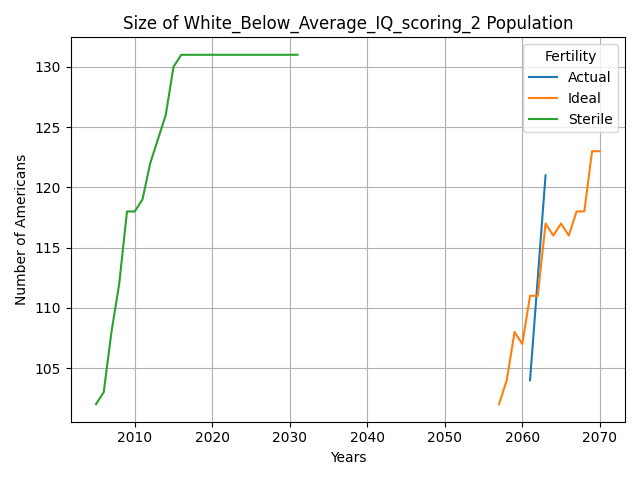 Size of White_Below_Average_IQ_scoring_2 Population
Number of Americans
130
125
120
115
110
105
Fertility
Actual
Ideal
Sterile
2010 2020 2030 2040 2050 2060 2070
Years